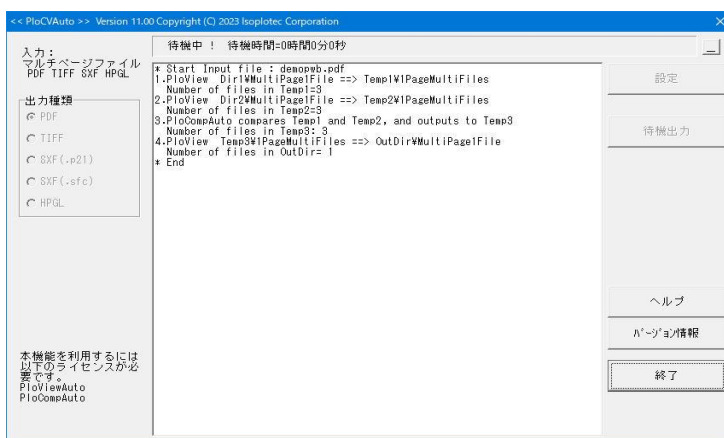 << PloCVAuto >> Version 11.00 Copyright (C) 2023 Isoplotec Corporation
待機中 ! 待機時間=0時間0分0秒
入力:
マルチページファイル
PDF TIFF SXF HPGL
出力種類
PDF
TIFF
SXF(.p21)
SXF(.sfc)
HPGL
本機能を利用するには
以下のライセンスが必
要です。
PloViewAuto
PloCompAuto
* Start Input file : demopwb.pdf
1.PloView Dir1¥MultiPage1File ==> Temp1¥1PageMultiFiles
Number of files in Temp1=3
2.PloView Dir2¥MultiPage1File ==> Temp2¥1PageMultiFiles
Number of files in Temp2=3
3.PloCompAuto compares Temp1 and Temp2, and outputs to Temp3
Number of files in Temp3: 3
4.PloView Temp3¥1PageMultiFiles ==> OutDir¥MultiPage1File
Number of files in OutDir= 1
* End
設定
待機出力
ヘルプ
バージョン情報
終了